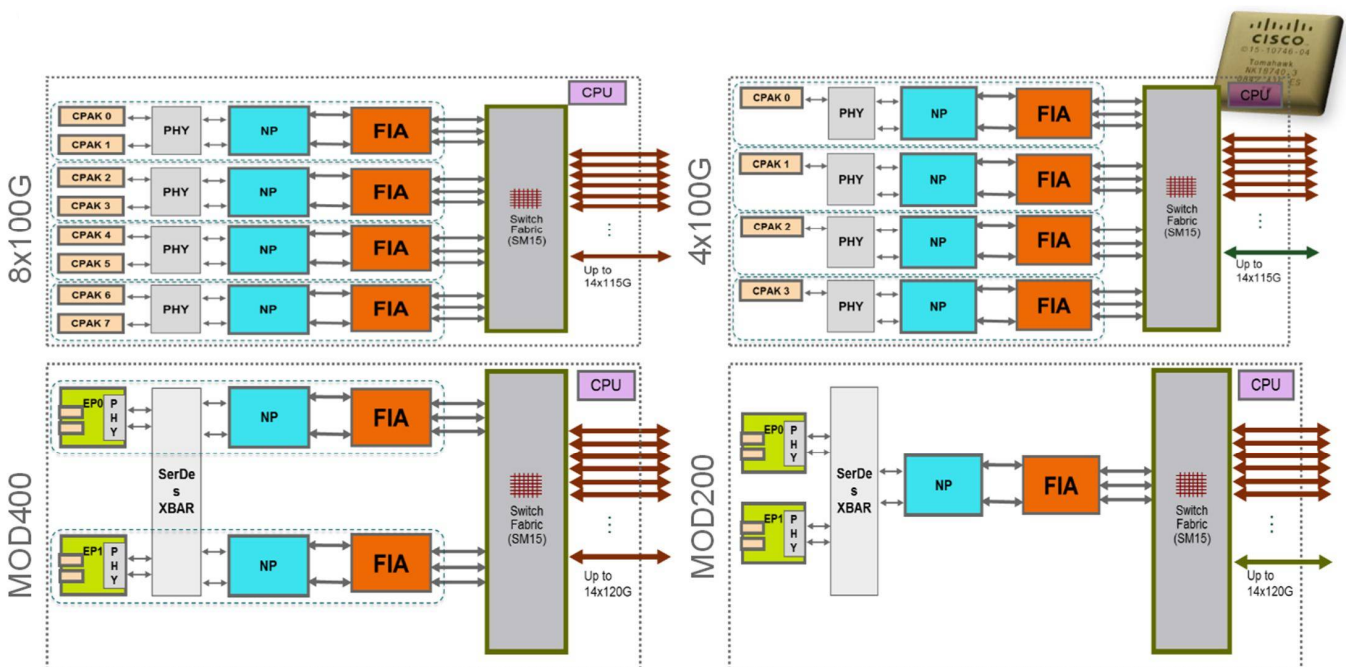 8x100G
CPU
CPAK 0
CPAK 1
PHY
NP
FIA
CPAK 2
CPAK 3
PHY
NP
FIA
CPAK 4
CPAK 5
PHY
NP
FIA
CPAK 6
CPAK 7
PHY
NP
FIA
Switch
Fabric
(SM15)
...
Up to
14x115G
4x100G
CISCO
Tomahawk
CPU
CPAK 0
PHY
NP
FIA
CPAK 1
PHY
NP
FIA
CPAK 2
PHY
NP
FIA
CPAK 3
PHY
NP
FIA
Switch
Fabric
(SM15)
...
Up to
14x115G
MOD400
CPU
EP0
P
H
Y
NP
FIA
SerDe
s
XBAR
EP1
P
H
Y
NP
FIA
Switch
Fabric
(SM15)
...
Up to
14x120G
MOD200
CPU
EP0
P
H
Y
EP1
P
H
Y
SerDe
s
XBAR
NP
FIA
Switch
Fabric
(SM15)
...
Up to
14x120G